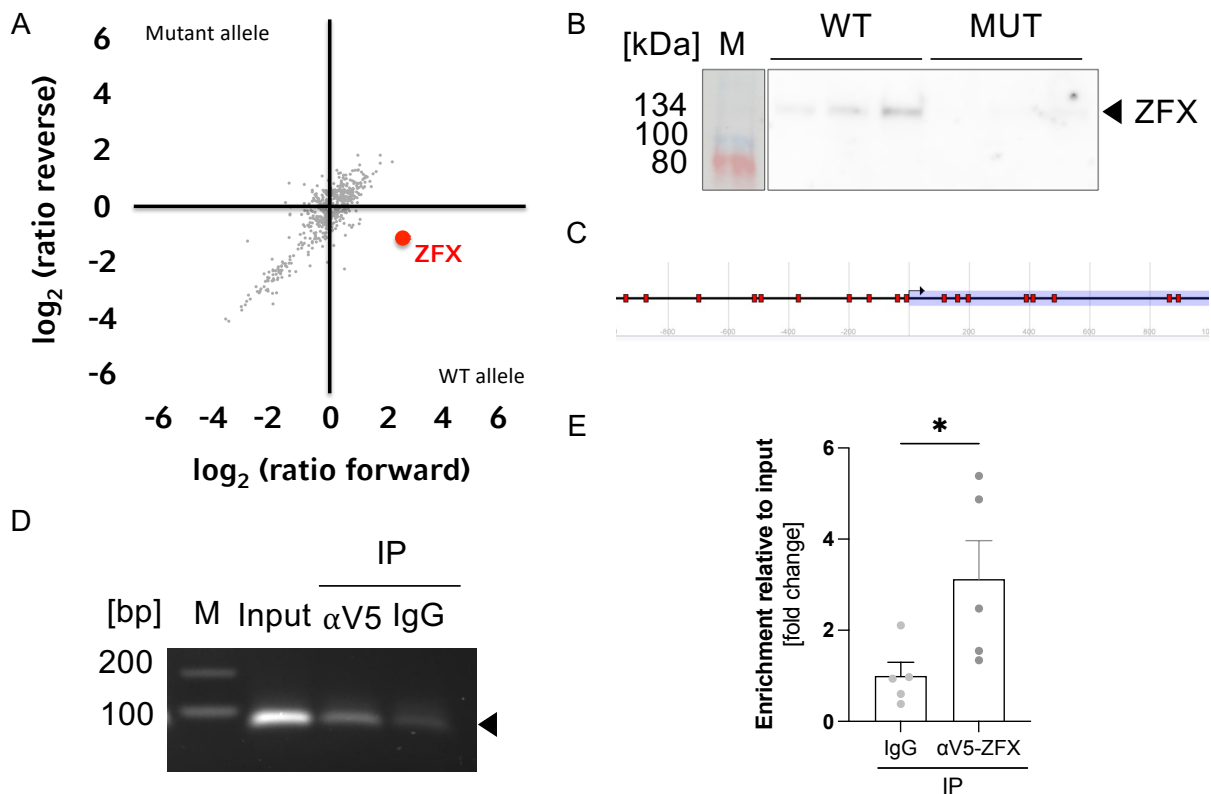 A
Mutant allele
log2 (ratio reverse)
6
4
2
0
-2
-4
-6
ZFX
WT allele
-6 -4 -2 0 2 4 6
log2 (ratio forward)
B
[kDa] M WT MUT
134
100
80
ZFX
C
-800 -600 -400 -200 0 200 400 600 800
D
IP
[bp] M Input αV5 IgG
200
100
E
*
Enrichment relative to input
[fold change]
6
4
2
0
IgG αV5-ZFX
IP